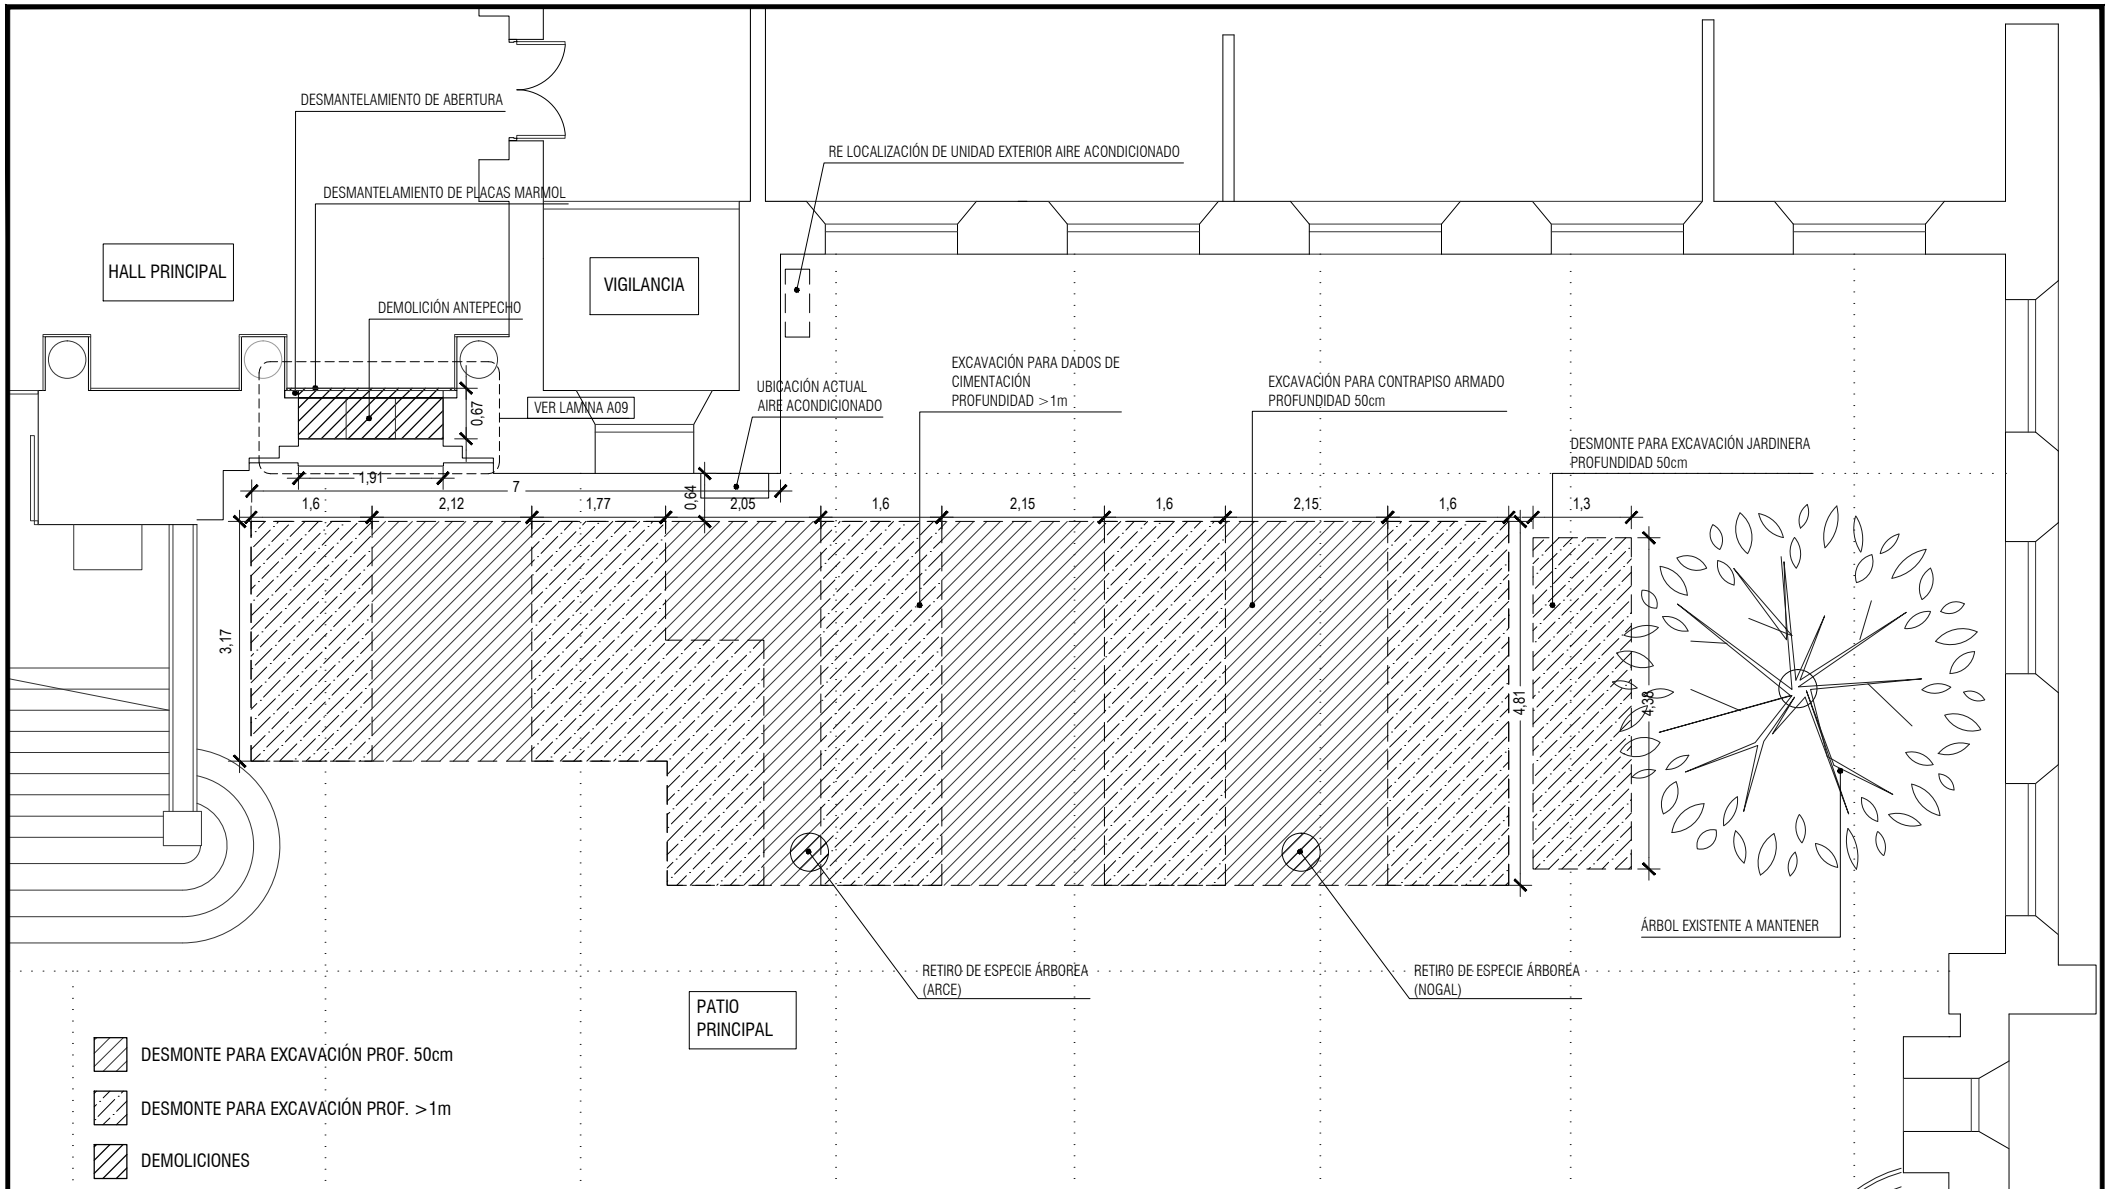 DESMANTELAMIENTO DE ABERTURA
RE LOCALIZACIÓN DE UNIDAD EXTERIOR AIRE ACONDICIONADO
DESMANTELAMIENTO DE PLACAS MARMOL
HALL PRINCIPAL
VIGILANCIA
DEMOLICIÓN ANTEPECHO
EXCAVACIÓN PARA DADOS DE
CIMENTACIÓN
PROFUNDIDAD >1m
UBICACIÓN ACTUAL
AIRE ACONDICIONADO
EXCAVACIÓN PARA CONTRAPISO ARMADO
PROFUNDIDAD 50cm
VER LAMINA A09
0,67
DESMONTE PARA EXCAVACIÓN JARDINERA
PROFUNDIDAD 50cm
1,91
7
0,64
1,6
2,12
1,77
2,05
1,6
2,15
1,6
2,15
1,6
1,3
3,17
4,81
4,38
ÁRBOL EXISTENTE A MANTENER
RETIRO DE ESPECIE ÁRBOREA
(ARCE)
RETIRO DE ESPECIE ÁRBOREA
(NOGAL)
PATIO
PRINCIPAL
DESMONTE PARA EXCAVACIÓN PROF. 50cm
DESMONTE PARA EXCAVACIÓN PROF. >1m
DEMOLICIONES